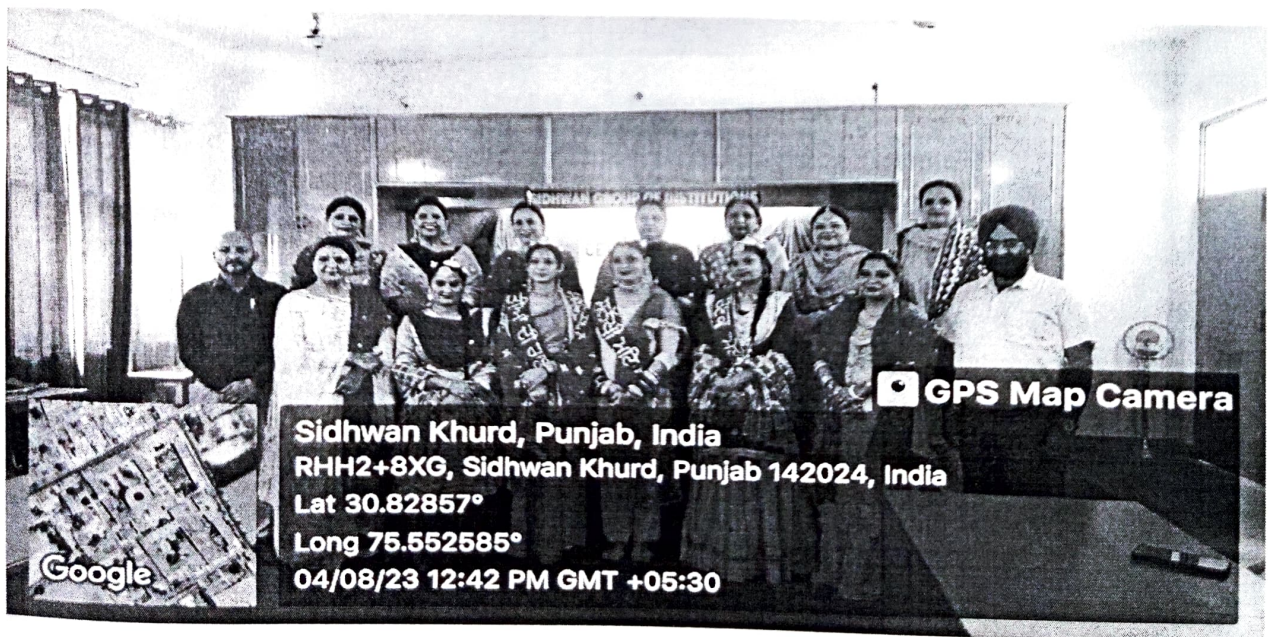 SIDHWAN GROUP OF INSTITUTIONS
GPS Map Camera
Sidhwan Khurd, Punjab, India
RHH2+8XG, Sidhwan Khurd, Punjab 142024, India
Lat 30.82857°
Long 75.552585°
04/08/23 12:42 PM GMT +05:30
Google